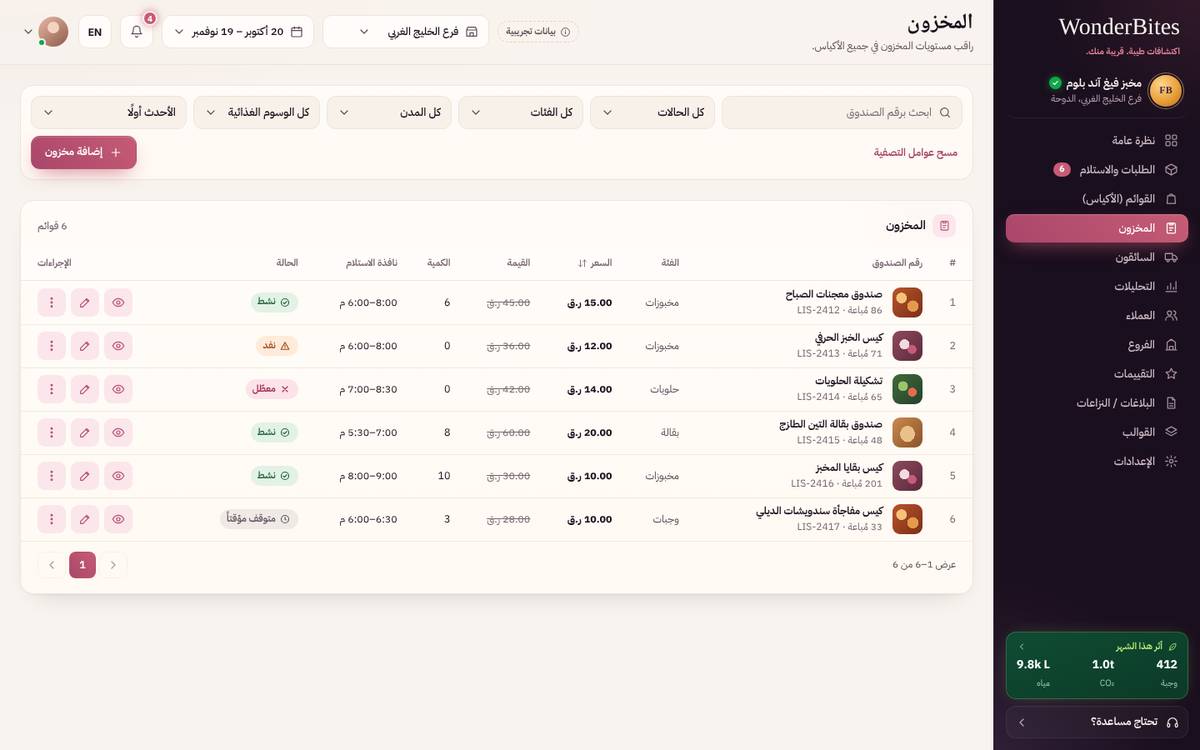 WonderBites
اكتشافات طيبة. قريبة منك.
مخبز فيغ آند بلوم
فرع الخليج الغربي، الدوحة
FB
نظرة عامة
الطلبات والاستلام 6
القوائم (الأكياس)
المخزون
السائقون
التحليلات
العملاء
الفروع
التقييمات
البلاغات / النزاعات
القوالب
الإعدادات
أثر هذا الشهر
412 1.0t 9.8k L
وجبة CO₂ مياه
تحتاج مساعدة؟
المخزون
راقب مستويات المخزون في جميع الأكياس.
بيانات تجريبية
فرع الخليج الغربي
20 أكتوبر – 19 نوفمبر
4
EN
ابحث برقم الصندوق
كل الحالات
كل الفئات
كل المدن
كل الوسوم الغذائية
الأحدث أولًا
مسح عوامل التصفية
إضافة مخزون
المخزون
6 قوائم
# رقم الصندوق الفئة السعر القيمة الكمية نافذة الاستلام الحالة الإجراءات
1 صندوق معجنات الصباح مخبوزات 15.00 ر.ق 45.00 ر.ق 6 6:00–8:00 م نشط
LIS-2412 · 86 مُباعة
2 كيس الخبز الحرفي مخبوزات 12.00 ر.ق 36.00 ر.ق 0 6:00–8:00 م نفد
LIS-2413 · 71 مُباعة
3 تشكيلة الحلويات حلويات 14.00 ر.ق 42.00 ر.ق 0 7:00–8:30 م معطّل
LIS-2414 · 65 مُباعة
4 صندوق بقالة التين الطازج بقالة 20.00 ر.ق 60.00 ر.ق 8 5:30–7:00 م نشط
LIS-2415 · 48 مُباعة
5 كيس بقايا المخبز مخبوزات 10.00 ر.ق 30.00 ر.ق 10 8:00–9:00 م نشط
LIS-2416 · 201 مُباعة
6 كيس مفاجأة سندويشات الديلي وجبات 10.00 ر.ق 28.00 ر.ق 3 6:00–6:30 م متوقف مؤقتاً
LIS-2417 · 33 مُباعة
عرض 1–6 من 6
1